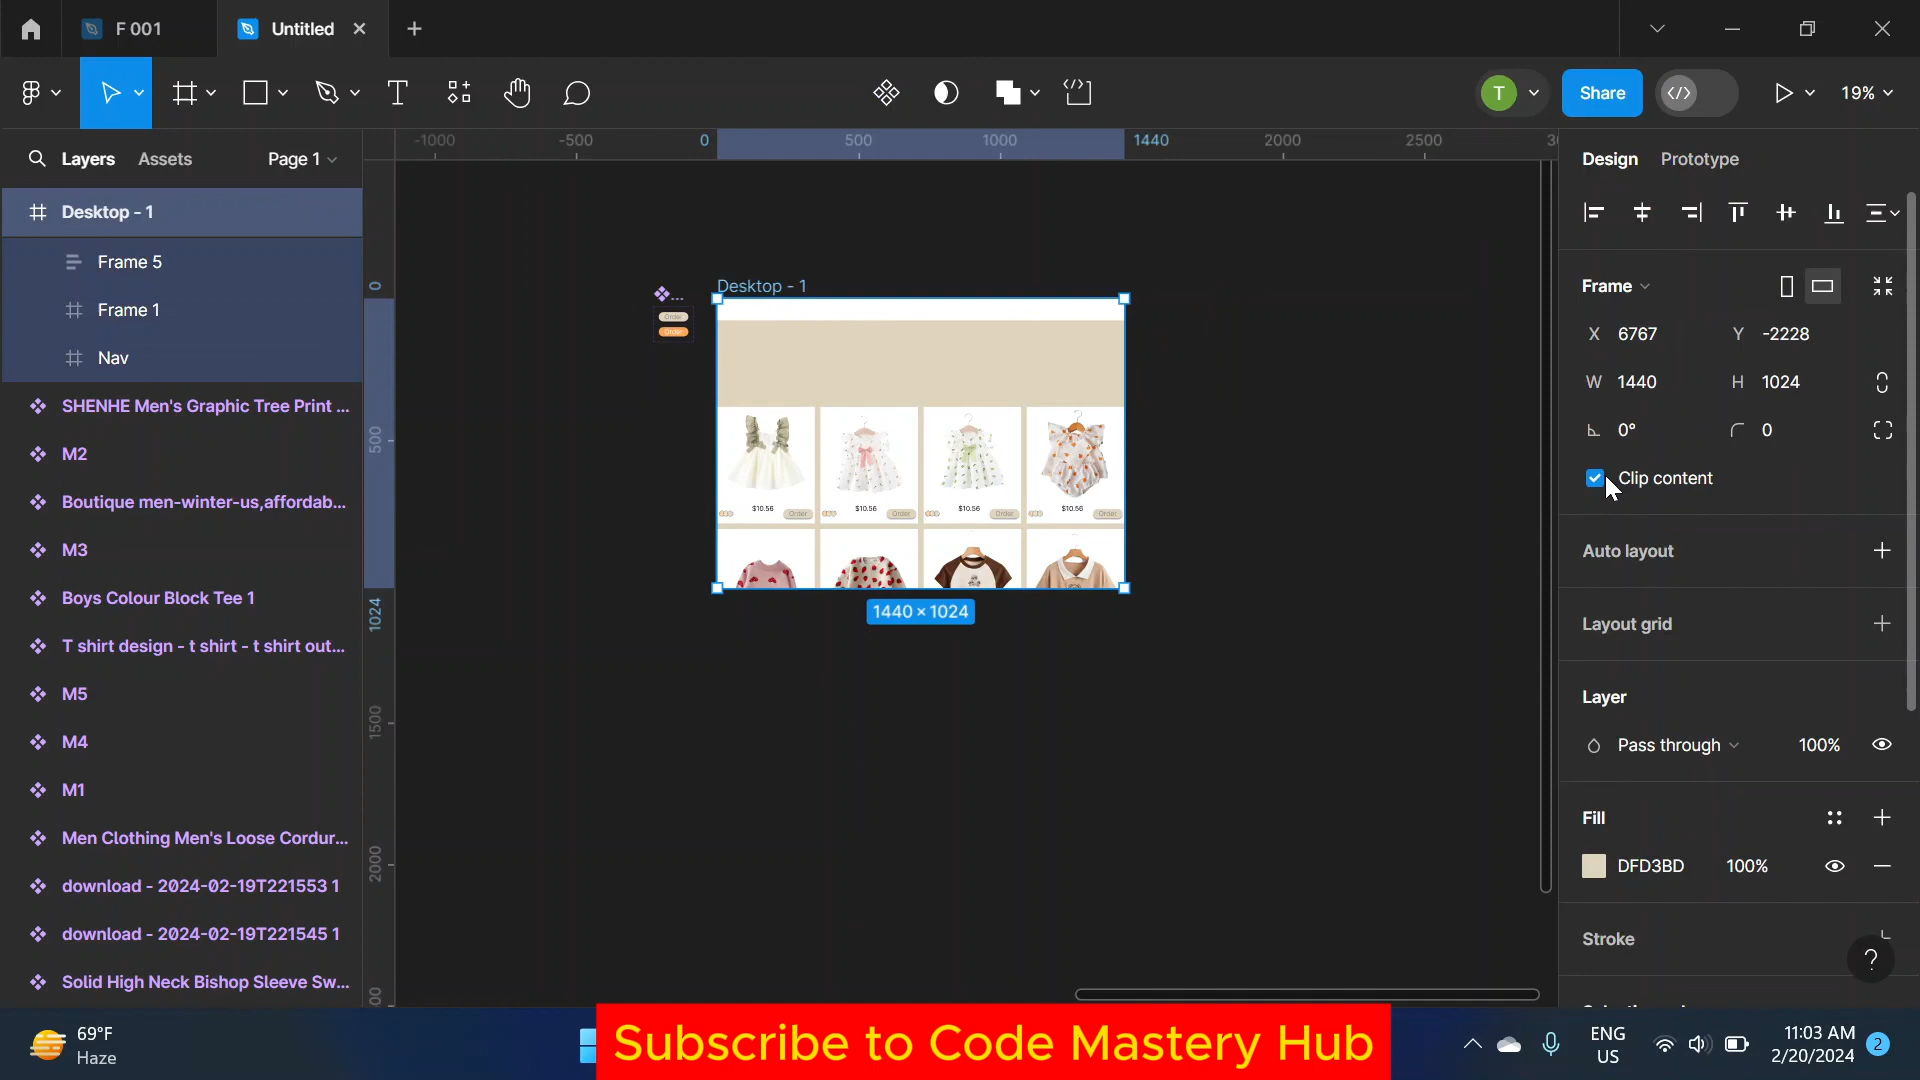 F 001
Untitled
T
Share
19%
Layers
Assets
Page 1
-1000
-500
0
500
1000
1440
2000
2500
Design
Prototype
Desktop - 1
Frame 5
Frame 1
Nav
SHENHE Men's Graphic Tree Print ...
M2
Boutique men-winter-us,affordab...
M3
Boys Colour Block Tee 1
T shirt design - t shirt - t shirt out...
M5
M4
M1
Men Clothing Men's Loose Cordur...
download - 2024-02-19T221553 1
download - 2024-02-19T221545 1
Solid High Neck Bishop Sleeve Sw...
0
500
1024
1500
2000
Desktop - 1
...
Order
Order
$10.56
Order
$10.56
Order
$10.56
Order
$10.56
Order
1440 × 1024
Frame
X 6767
Y -2228
W 1440
H 1024
0°
0
Clip content
Auto layout
Layout grid
Layer
Pass through
100%
Fill
DFD3BD
100%
Stroke
?
69°F
Haze
Subscribe to Code Mastery Hub
ENG
US
11:03 AM
2/20/2024
2